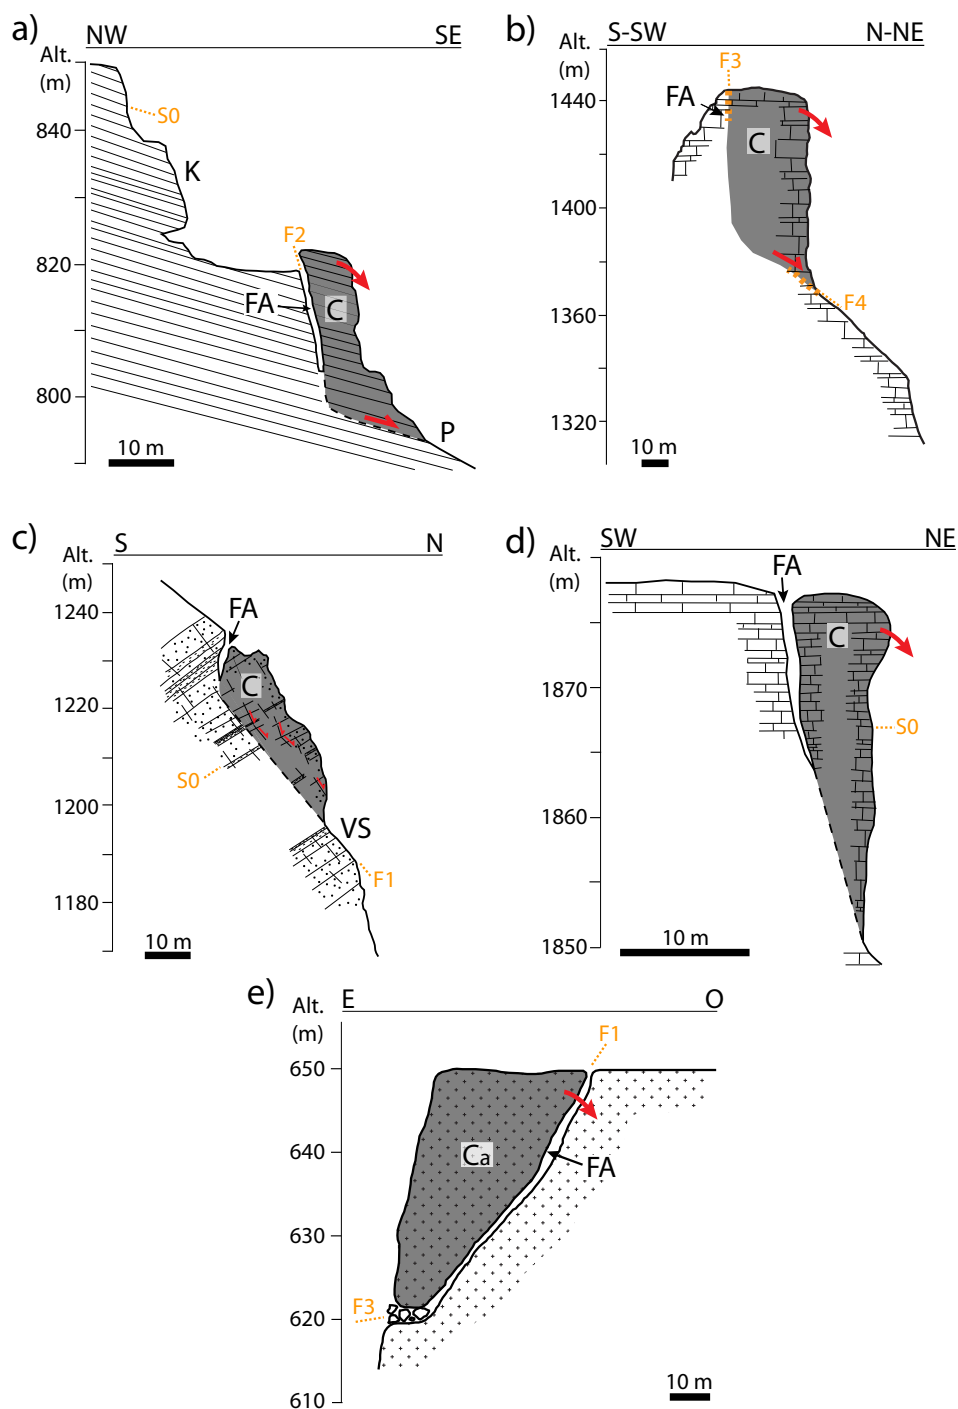 a)
NW SE
Alt.
(m)
S0
840
K
F2
820
FA
C
800
P
10 m
b)
S-SW N-NE
Alt.
(m)
F3
1440
FA
C
1400
F4
1360
1320
10 m
c)
S N
Alt.
(m)
1240
FA
C
1220
S0
1200
VS
F1
1180
10 m
d)
SW NE
Alt.
(m)
FA
C
1870
S0
1860
1850
10 m
e)
E O
Alt.
(m)
F1
650
640
Ca
FA
630
F3
620
610
10 m